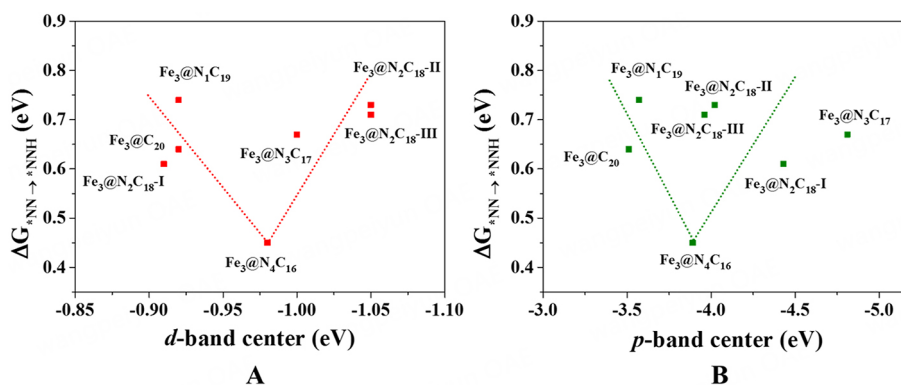 0.9
0.8
0.7
0.6
0.5
0.4
ΔG*NN→*NNH (eV)
Fe₃@N₂C₁₈-II
Fe₃@N₁C₁₉
Fe₃@C₂₀
Fe₃@N₂C₁₈-III
Fe₃@N₃C₁₇
Fe₃@N₂C₁₈-I
Fe₃@N₄C₁₆
-0.85 -0.90 -0.95 -1.00 -1.05 -1.10
d-band center (eV)
A
0.9
0.8
0.7
0.6
0.5
0.4
ΔG*NN→*NNH (eV)
Fe₃@N₁C₁₉
Fe₃@N₂C₁₈-II
Fe₃@N₃C₁₇
Fe₃@N₂C₁₈-III
Fe₃@C₂₀
Fe₃@N₂C₁₈-I
Fe₃@N₄C₁₆
-3.0 -3.5 -4.0 -4.5 -5.0
p-band center (eV)
B